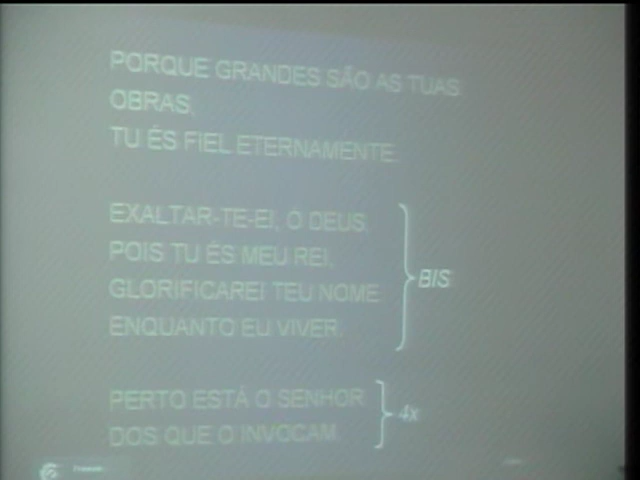 PORQUE GRANDES SÃO AS TUAS
OBRAS,
TU ÉS FIEL ETERNAMENTE.
EXALTAR-TE-EI, Ó DEUS,
POIS TU ÉS MEU REI,
GLORIFICAREI TEU NOME
ENQUANTO EU VIVER.
BIS
PERTO ESTÁ O SENHOR
DOS QUE O INVOCAM.
4x